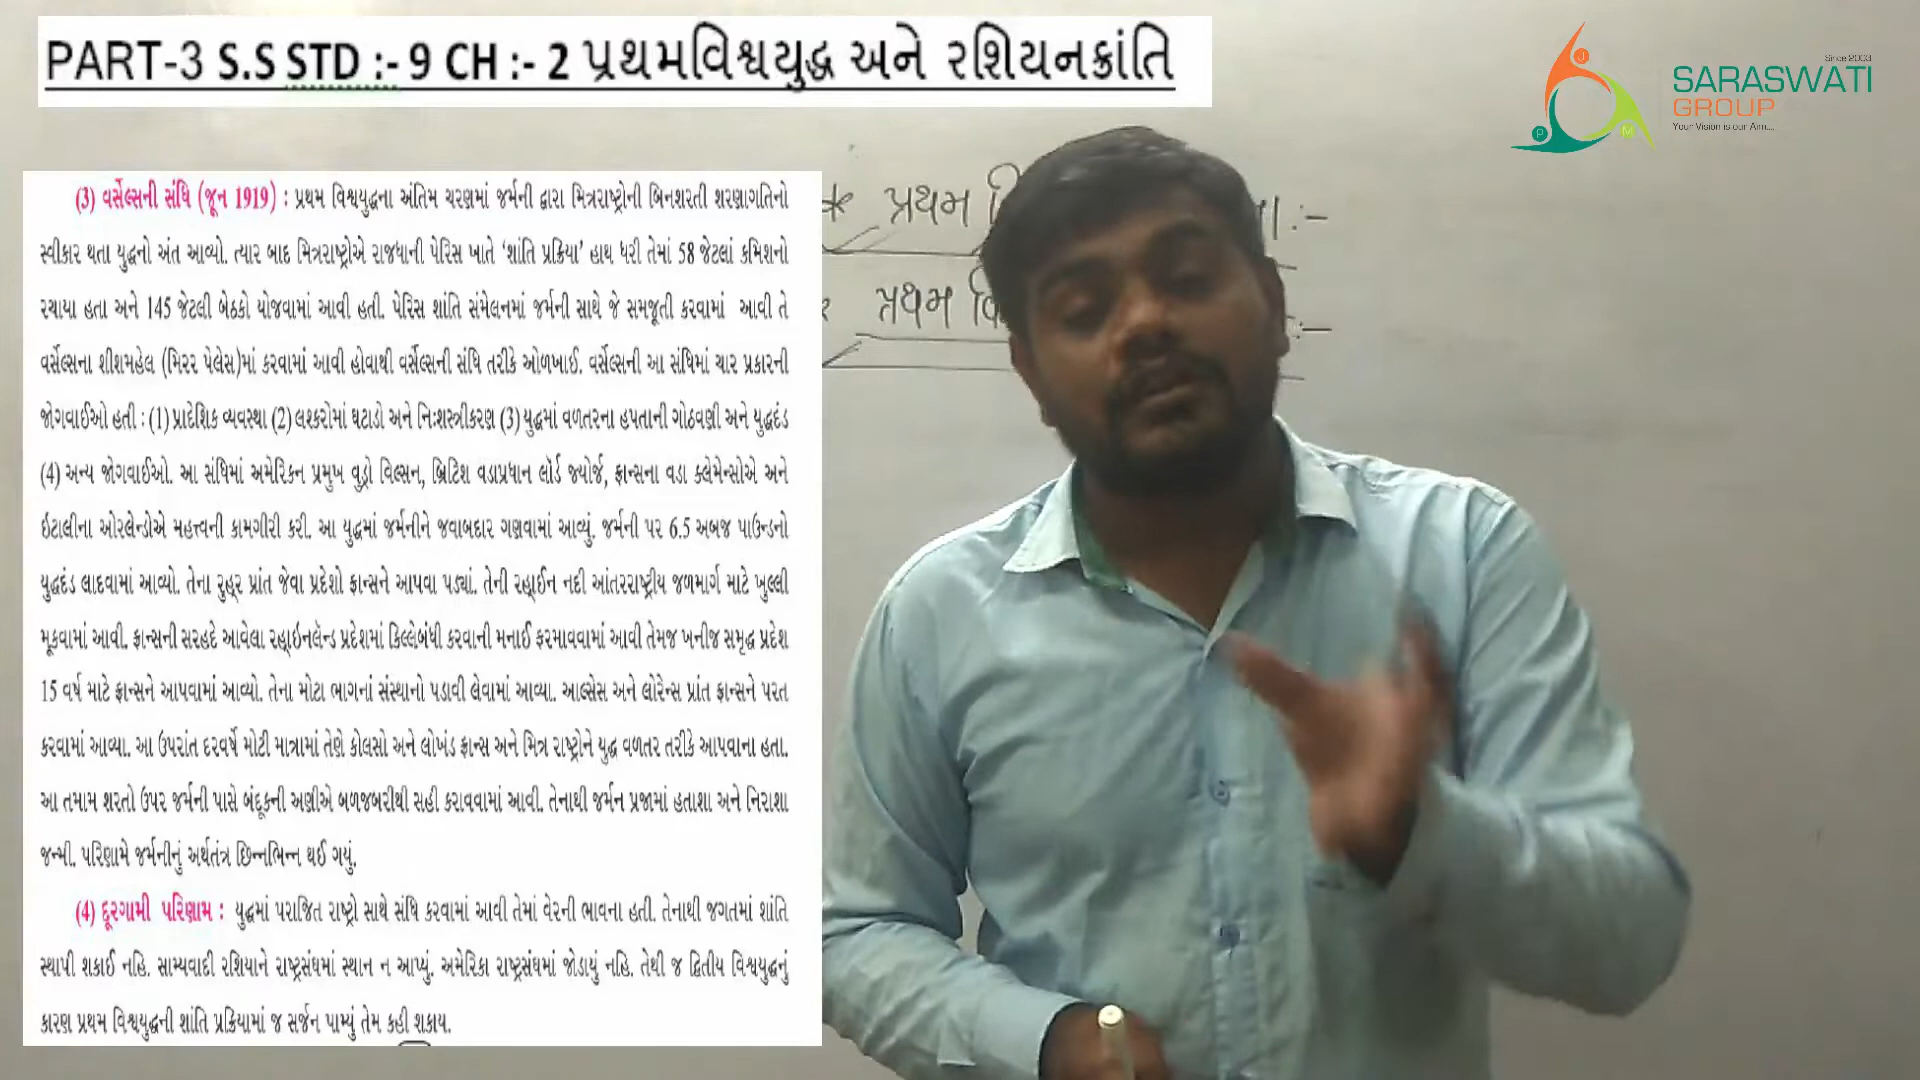 PART-3 S.S STD :- 9 CH :- 2 પ્રથમવિશ્વયુદ્ધ અને રશિયનક્રાંતિ
Since 2003
SARASWATI
GROUP
Your Vision is our Aim....
J
P
M
(3) વર્સેલ્સની સંધિ (જૂન 1919) : પ્રથમ વિશ્વયુદ્ધના અંતિમ ચરણમાં જર્મની દ્વારા મિત્રરાષ્ટ્રોની બિનશરતી શરણાગતિનો
સ્વીકાર થતા યુદ્ધનો અંત આવ્યો. ત્યાર બાદ મિત્રરાષ્ટ્રોએ રાજધાની પેરિસ ખાતે ‘શાંતિ પ્રક્રિયા’ હાથ ધરી તેમાં 58 જેટલાં કમિશનો
રચાયા હતા અને 145 જેટલી બેઠકો યોજવામાં આવી હતી. પેરિસ શાંતિ સંમેલનમાં જર્મની સાથે જે સમજૂતી કરવામાં આવી તે
વર્સેલ્સના શીશમહેલ (મિરર પેલેસ)માં કરવામાં આવી હોવાથી વર્સેલ્સની સંધિ તરીકે ઓળખાઈ. વર્સેલ્સની આ સંધિમાં ચાર પ્રકારની
જોગવાઈઓ હતી : (1) પ્રાદેશિક વ્યવસ્થા (2) લશ્કરોમાં ઘટાડો અને નિઃશસ્ત્રીકરણ (3) યુદ્ધમાં વળતરના હપતાની ગોઠવણી અને યુદ્ધદંડ
(4) અન્ય જોગવાઈઓ. આ સંધિમાં અમેરિકન પ્રમુખ વુડ્રો વિલ્સન, બ્રિટિશ વડાપ્રધાન લૉર્ડ જ્યોર્જ, ફ્રાન્સના વડા ક્લેમેન્સોએ અને
ઇટાલીના ઓરલેન્ડોએ મહત્ત્વની કામગીરી કરી. આ યુદ્ધમાં જર્મનીને જવાબદાર ગણવામાં આવ્યું. જર્મની પર 6.5 અબજ પાઉન્ડનો
યુદ્ધદંડ લાદવામાં આવ્યો. તેના રુહૂર પ્રાંત જેવા પ્રદેશો ફ્રાન્સને આપવા પડ્યાં. તેની રહાઈન નદી આંતરરાષ્ટ્રીય જળમાર્ગ માટે ખુલ્લી
મૂકવામાં આવી. ફ્રાન્સની સરહદે આવેલા રહાઇનલૅન્ડ પ્રદેશમાં કિલ્લેબંધી કરવાની મનાઈ ફરમાવવામાં આવી તેમજ ખનીજ સમૃદ્ધ પ્રદેશ
15 વર્ષ માટે ફ્રાન્સને આપવામાં આવ્યો. તેના મોટા ભાગનાં સંસ્થાનો પડાવી લેવામાં આવ્યા. આલ્સેસ અને લોરેન્સ પ્રાંત ફ્રાન્સને પરત
કરવામાં આવ્યા. આ ઉપરાંત દરવર્ષે મોટી માત્રામાં તેણે કોલસો અને લોખંડ ફ્રાન્સ અને મિત્ર રાષ્ટ્રોને યુદ્ધ વળતર તરીકે આપવાના હતા.
આ તમામ શરતો ઉપર જર્મની પાસે બંદૂકની અણીએ બળજબરીથી સહી કરાવવામાં આવી. તેનાથી જર્મન પ્રજામાં હતાશા અને નિરાશા
જન્મી. પરિણામે જર્મનીનું અર્થતંત્ર છિન્નભિન્ન થઈ ગયું.
(4) દૂરગામી પરિણામ : યુદ્ધમાં પરાજિત રાષ્ટ્રો સાથે સંધિ કરવામાં આવી તેમાં વેરની ભાવના હતી. તેનાથી જગતમાં શાંતિ
સ્થાપી શકાઈ નહિ. સામ્યવાદી રશિયાને રાષ્ટ્રસંઘમાં સ્થાન ન આપ્યું. અમેરિકા રાષ્ટ્રસંઘમાં જોડાયું નહિ. તેથી જ દ્વિતીય વિશ્વયુદ્ધનું
કારણ પ્રથમ વિશ્વયુદ્ધની શાંતિ પ્રક્રિયામાં જ સર્જન પામ્યું તેમ કહી શકાય.
* પ્રથમ
પ્રથમ